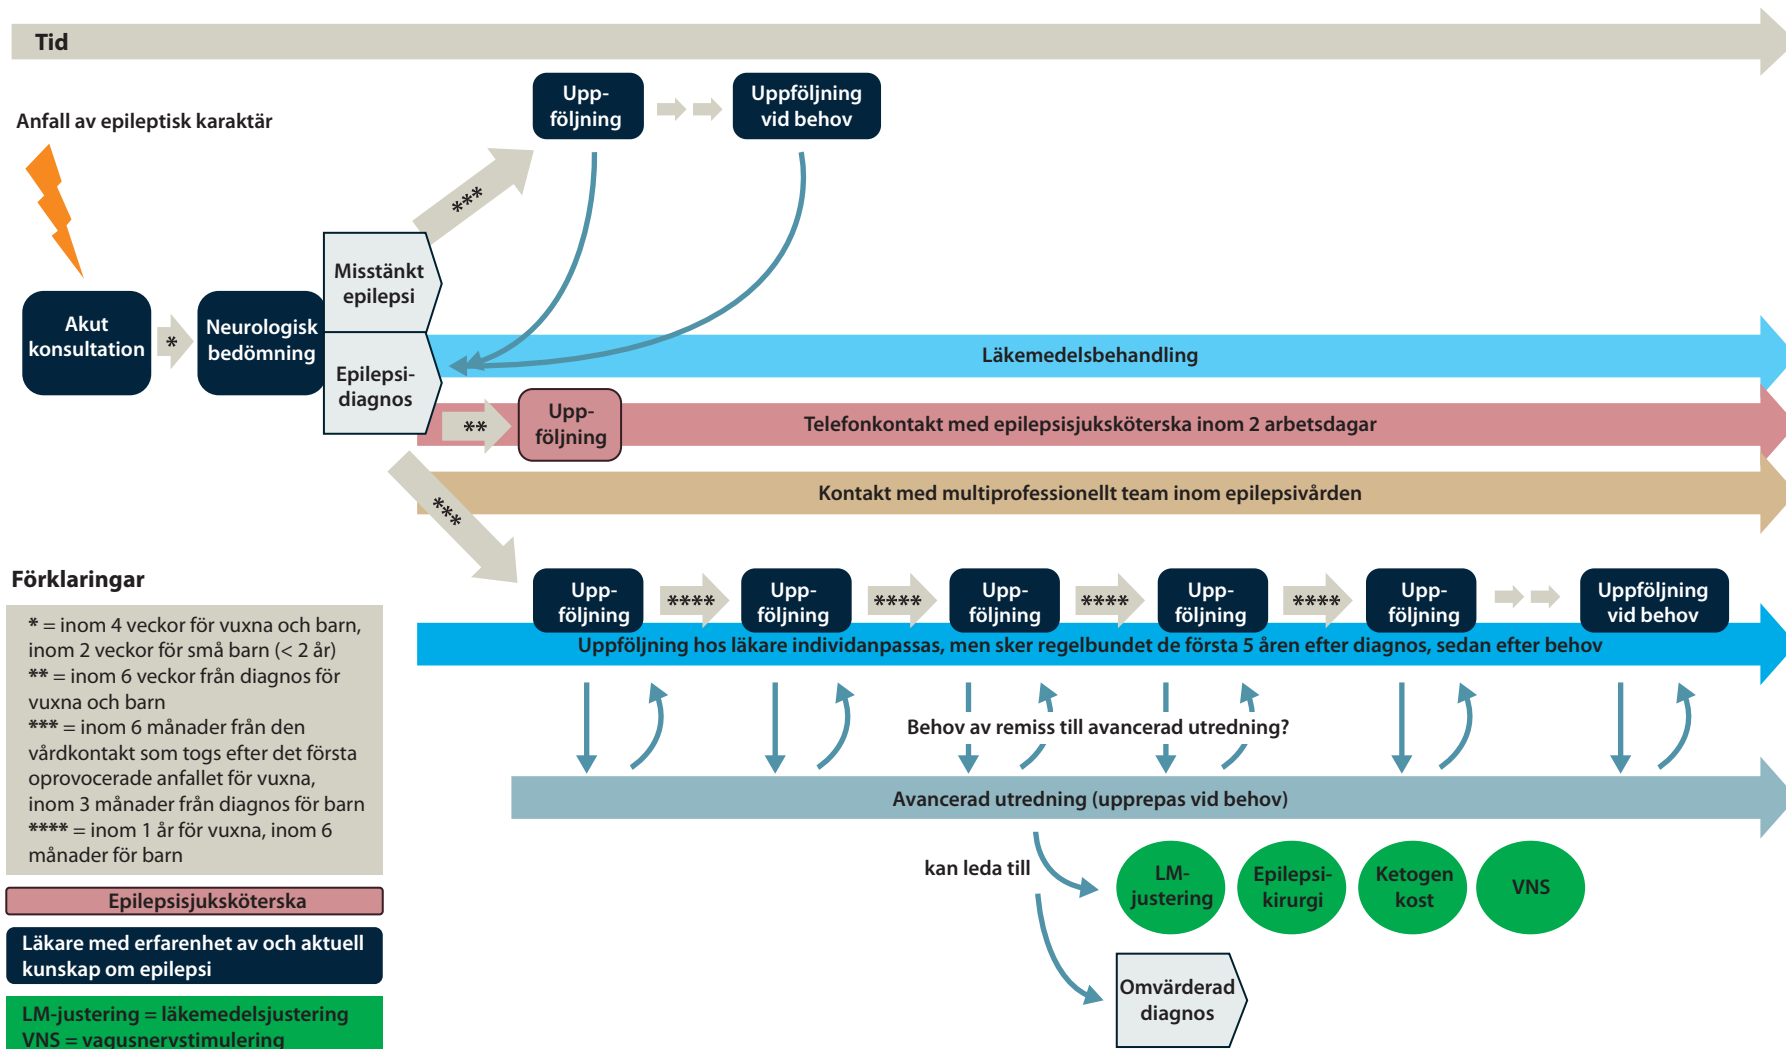 Tid
Anfall av epileptisk karaktär
Upp-
följning
Uppföljning
vid behov
***
Akut
konsultation
*
Neurologisk
bedömning
Misstänkt
epilepsi
Epilepsi-
diagnos
Läkemedelsbehandling
**
Upp-
följning
Telefonkontakt med epilepsisjuksköterska inom 2 arbetsdagar
Kontakt med multiprofessionellt team inom epilepsivården
***
Upp-
följning
****
Upp-
följning
****
Upp-
följning
****
Upp-
följning
****
Upp-
följning
Uppföljning
vid behov
Uppföljning hos läkare individanpassas, men sker regelbundet de första 5 åren efter diagnos, sedan efter behov
Behov av remiss till avancerad utredning?
Avancerad utredning (upprepas vid behov)
kan leda till
LM-
justering
Epilepsi-
kirurgi
Ketogen
kost
VNS
Omvärderad
diagnos
Förklaringar
* = inom 4 veckor för vuxna och barn,
inom 2 veckor för små barn (< 2 år)
** = inom 6 veckor från diagnos för
vuxna och barn
*** = inom 6 månader från den
vårdkontakt som togs efter det första
oprovocerade anfallet för vuxna,
inom 3 månader från diagnos för barn
**** = inom 1 år för vuxna, inom 6
månader för barn
Epilepsisjuksköterska
Läkare med erfarenhet av och aktuell
kunskap om epilepsi
LM-justering = läkemedelsjustering
VNS = vagusnervstimulering